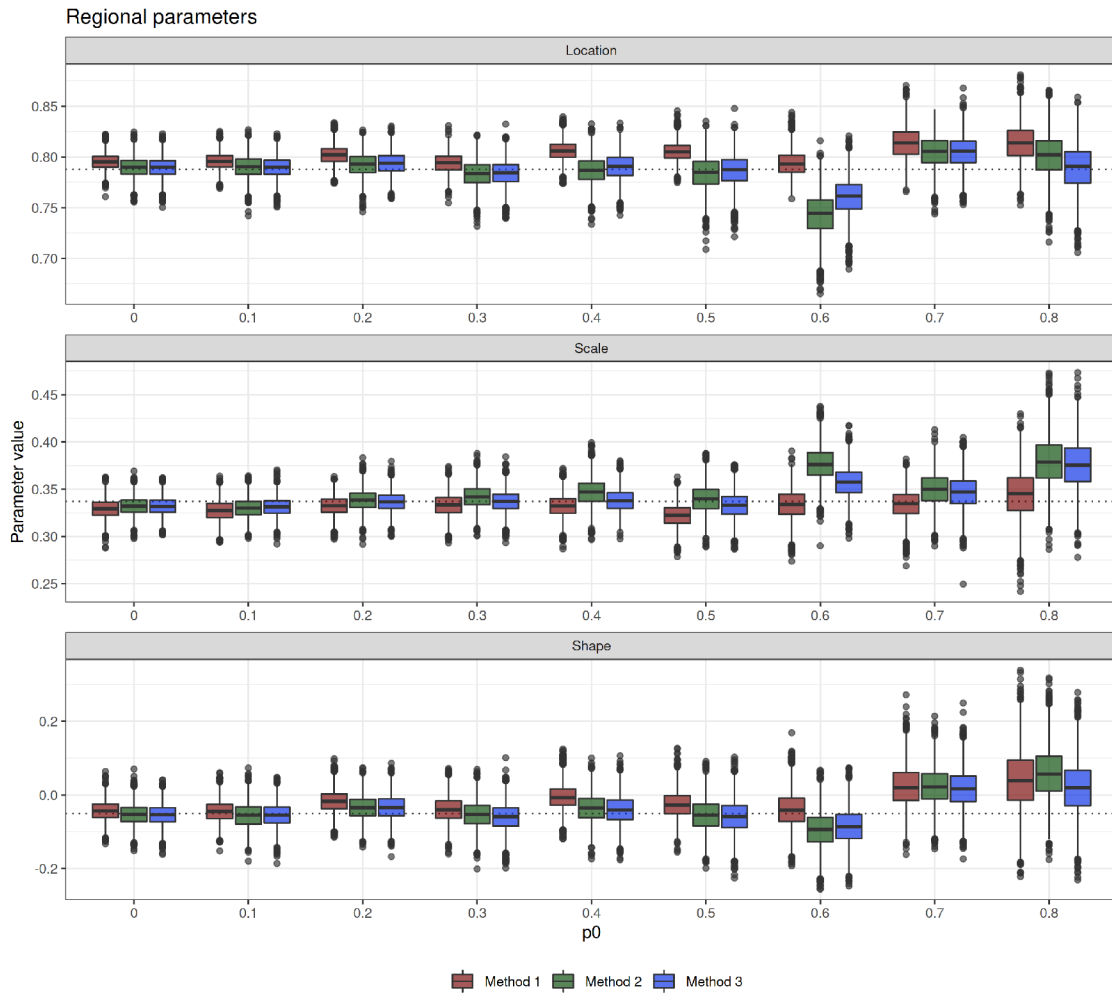 Regional parameters
Location
0.85
0.80
0.75
0.70
0 0.1 0.2 0.3 0.4 0.5 0.6 0.7 0.8
Scale
0.45
0.40
0.35
0.30
0.25
0 0.1 0.2 0.3 0.4 0.5 0.6 0.7 0.8
Shape
0.2
0.0
-0.2
0 0.1 0.2 0.3 0.4 0.5 0.6 0.7 0.8
Parameter value
p0
Method 1 Method 2 Method 3